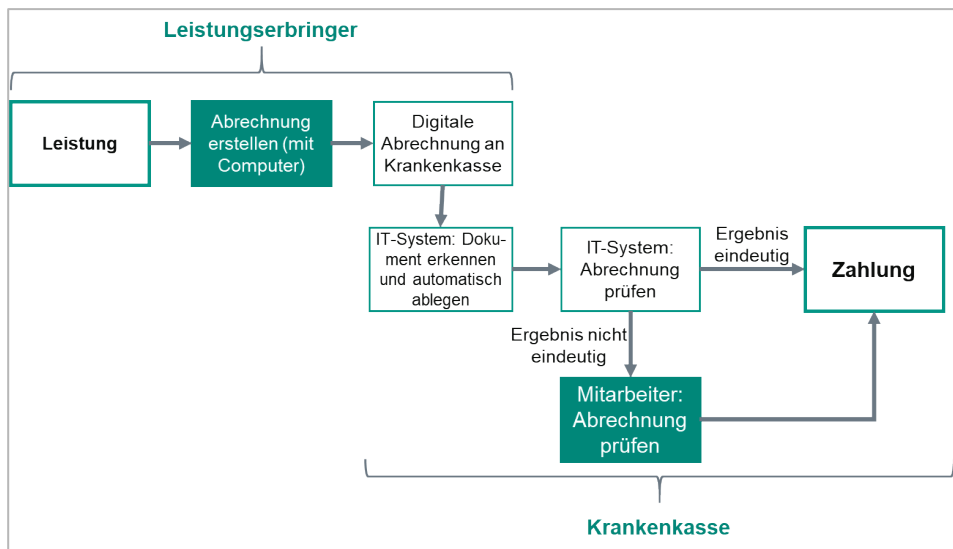 Leistungserbringer
Leistung
Abrechnung
erstellen (mit
Computer)
Digitale
Abrechnung an
Krankenkasse
IT-System: Doku-
ment erkennen
und automatisch
ablegen
IT-System:
Abrechnung
prüfen
Ergebnis
eindeutig
Zahlung
Ergebnis nicht
eindeutig
Mitarbeiter:
Abrechnung
prüfen
Krankenkasse